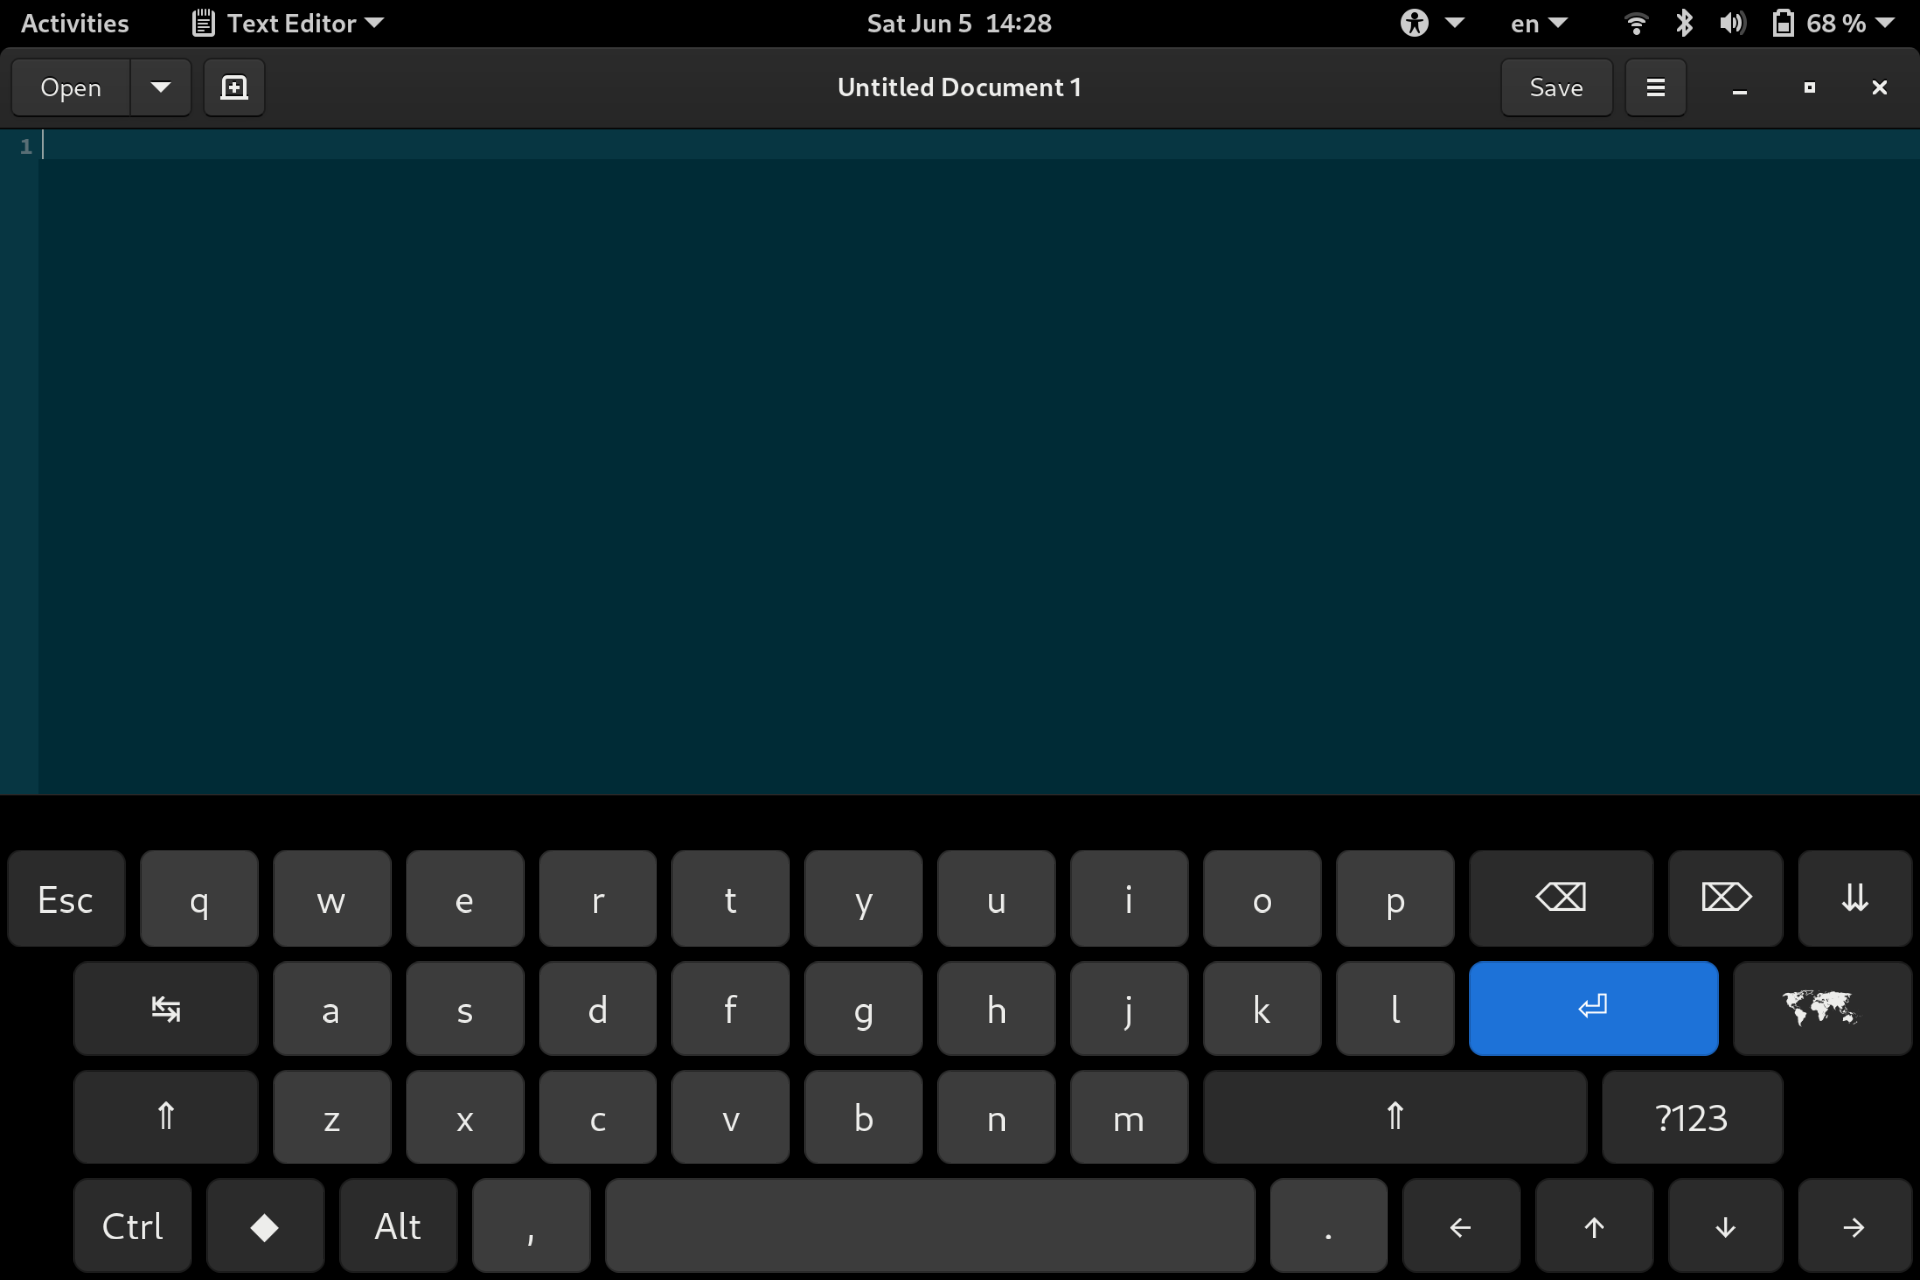 Activities Text Editor Sat Jun 5 14:28 en 68 %
Open Untitled Document 1 Save
1
Esc q w e r t y u i o p
a s d f g h j k l
z x c v b n m ?123
Ctrl Alt , .